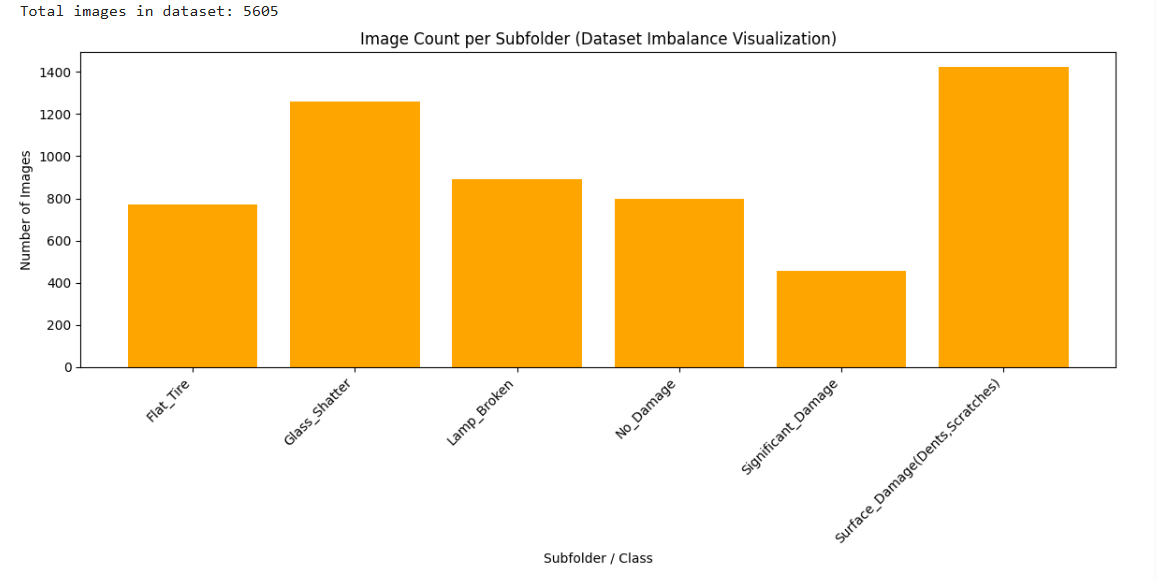 Total images in dataset: 5605
Image Count per Subfolder (Dataset Imbalance Visualization)
Number of Images
1400
1200
1000
800
600
400
200
0
Flat_Tire
Glass_Shatter
Lamp_Broken
No_Damage
Significant_Damage
Surface_Damage(Dents,Scratches)
Subfolder / Class